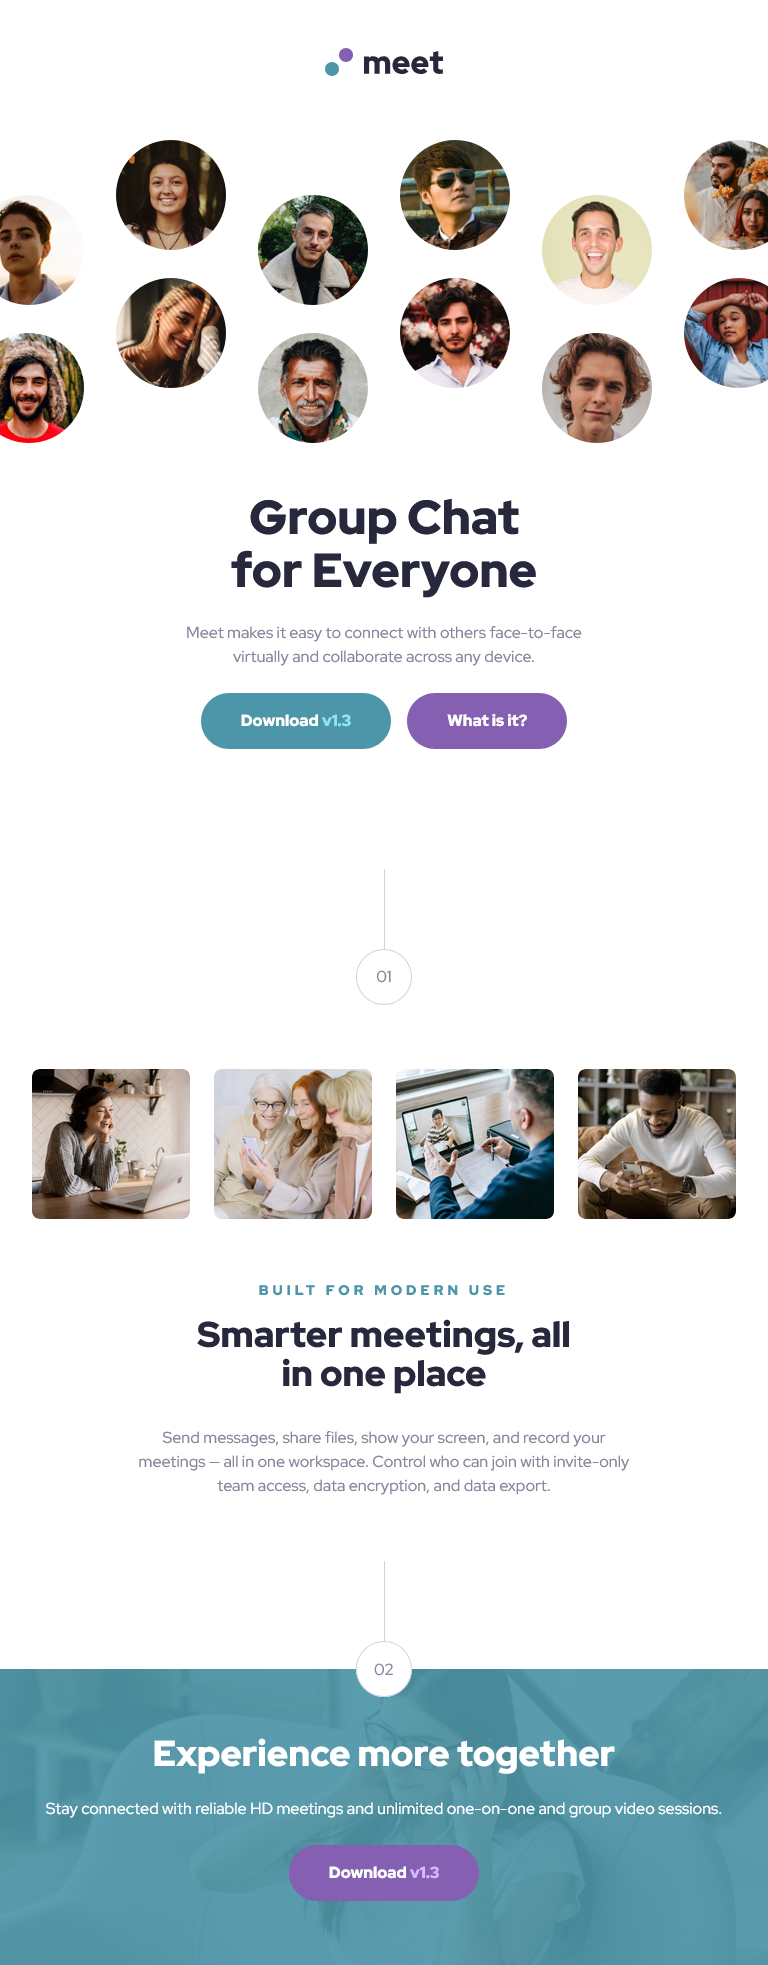 meet
Group Chat
for Everyone
Meet makes it easy to connect with others face-to-face
virtually and collaborate across any device.
Download v1.3
What is it?
01
BUILT FOR MODERN USE
Smarter meetings, all
in one place
Send messages, share files, show your screen, and record your
meetings — all in one workspace. Control who can join with invite-only
team access, data encryption, and data export.
02
Experience more together
Stay connected with reliable HD meetings and unlimited one-on-one and group video sessions.
Download v1.3